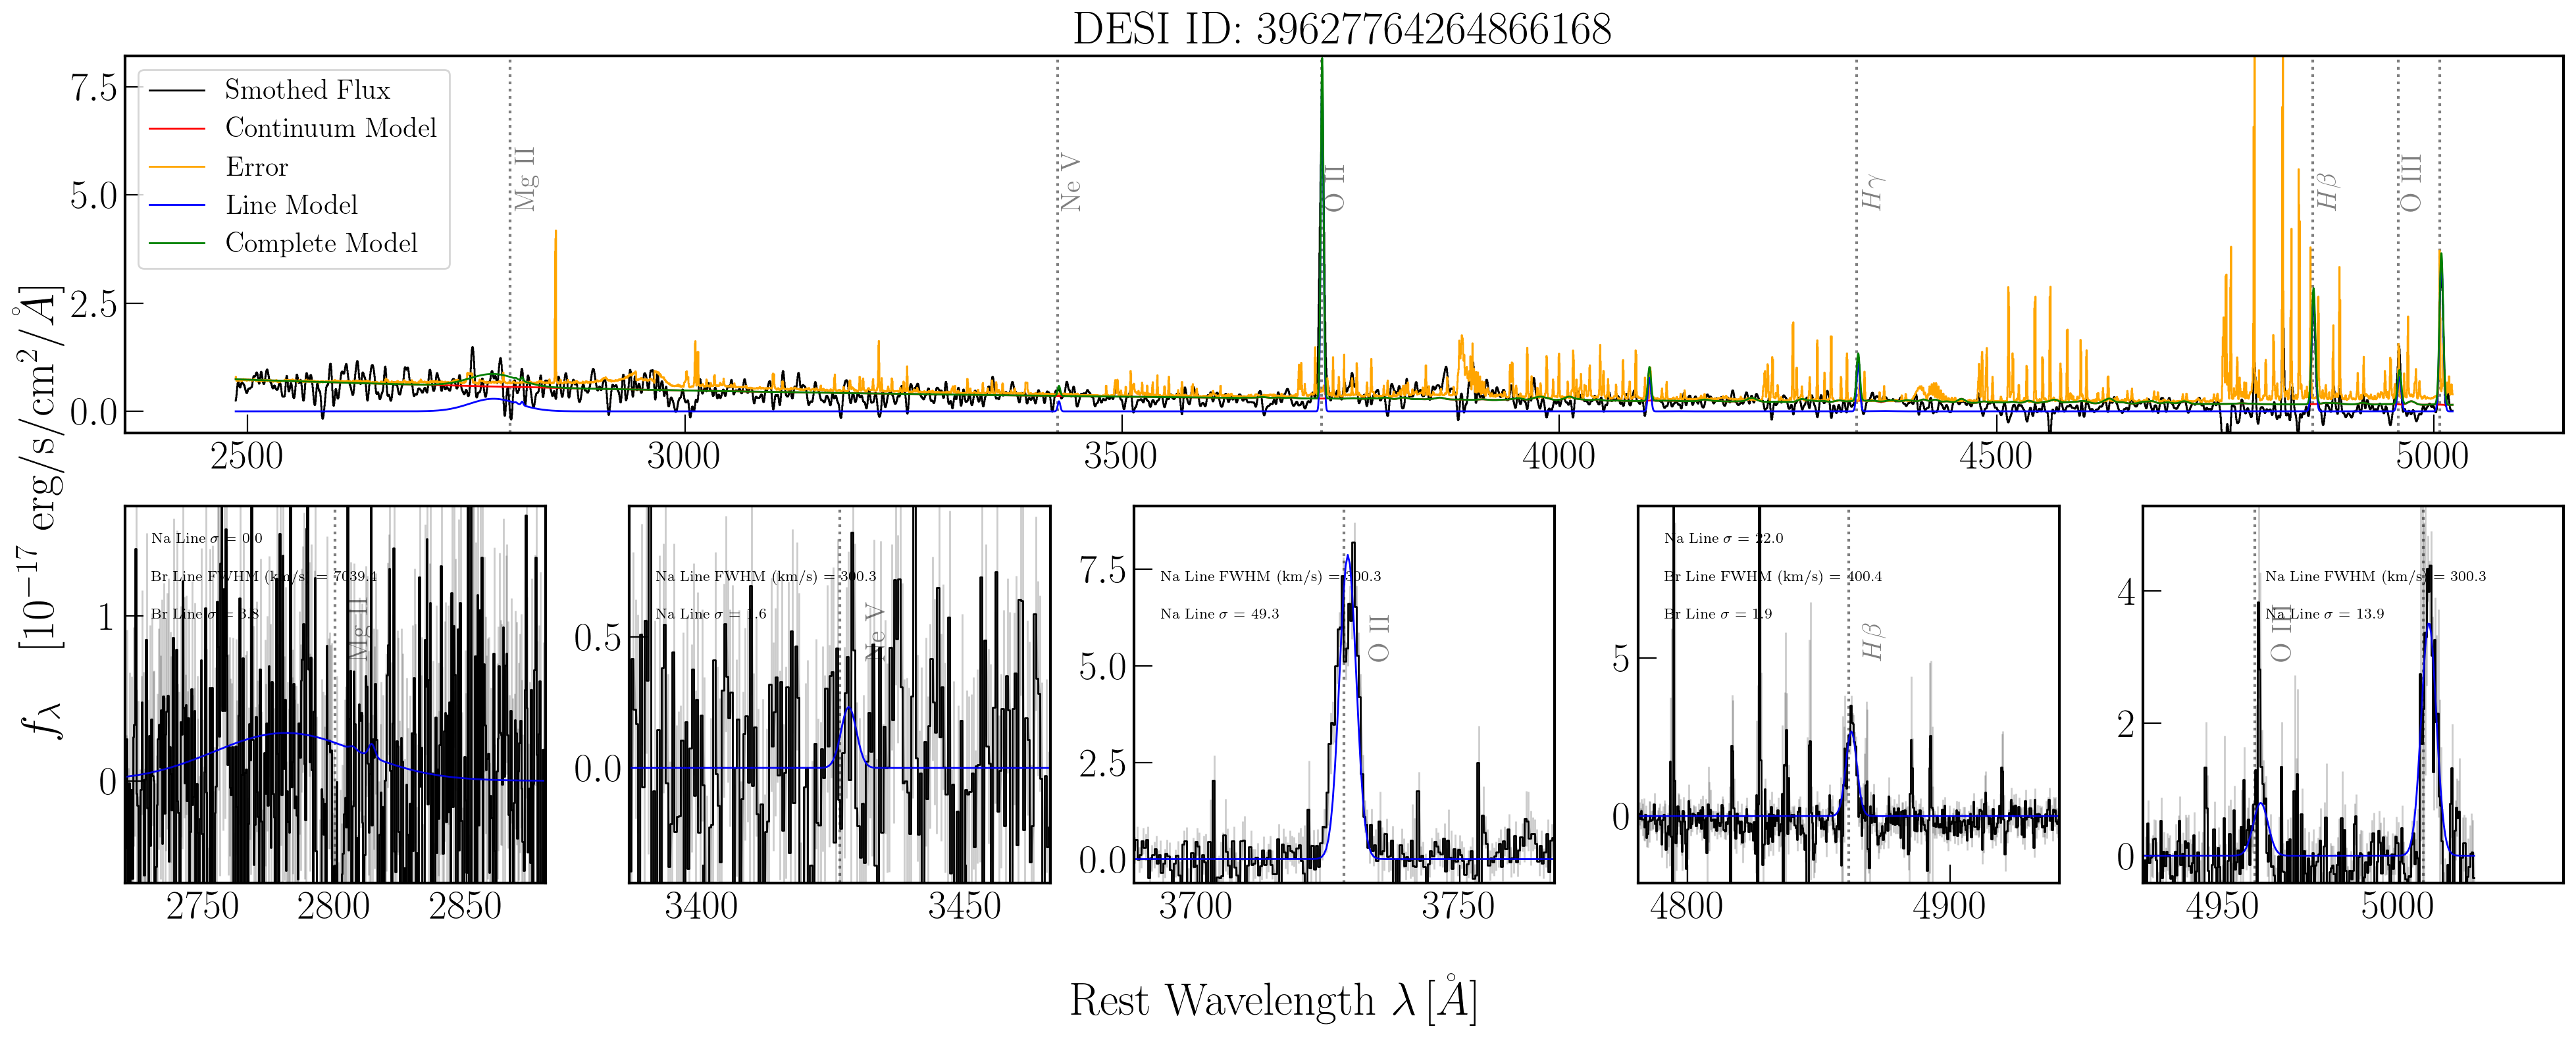 DESI ID: 39627764264866168
Smothed Flux
Continuum Model
Error
Line Model
Complete Model
7.5
5.0
2.5
0.0
Mg II
Ne V
O II
Hγ
Hβ
O III
2500 3000 3500 4000 4500 5000
f_λ [10⁻¹⁷ erg/s/cm²/Å]
Na Line σ = 0.0
Br Line FWHM (km/s) = 7039.4
Br Line σ = 3.8
Mg II
1
0
2750 2800 2850
Na Line FWHM (km/s) = 300.3
Na Line σ = 1.6
Ne V
0.5
0.0
3400 3450
Na Line FWHM (km/s) = 300.3
Na Line σ = 49.3
O II
7.5
5.0
2.5
0.0
3700 3750
Na Line σ = 22.0
Br Line FWHM (km/s) = 400.4
Br Line σ = 1.9
Hβ
5
0
4800 4900
Na Line FWHM (km/s) = 300.3
Na Line σ = 13.9
O III
4
2
0
4950 5000
Rest Wavelength λ [Å]